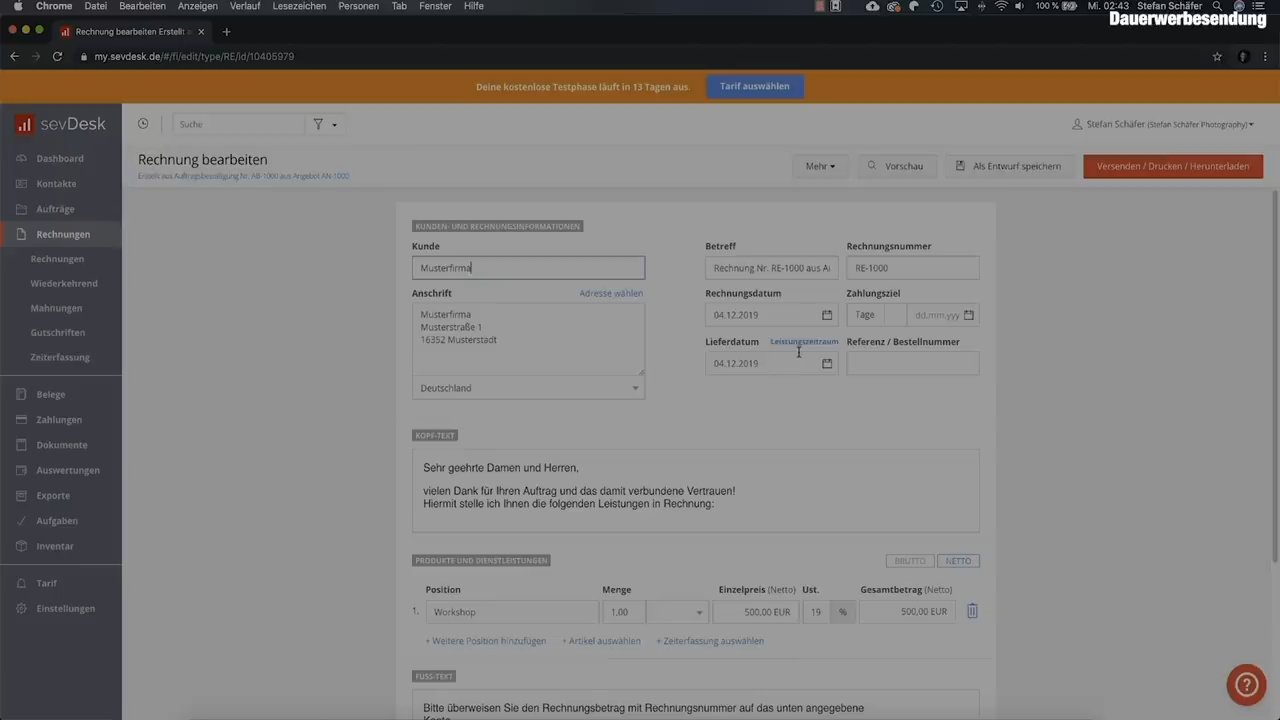 Chrome Ablage Bearbeiten Anzeigen Verlauf Lesezeichen Personen Tab Fenster Hilfe 100 % Mi. 02:43 Stefan Schäfer
Dauerwerbesendung
Rechnung bearbeiten Erstellt
my.sevdesk.de/#/fi/edit/type/RE/id/10405979
Deine kostenlose Testphase läuft in 13 Tagen aus. Tarif auswählen
sevDesk
Suche
Stefan Schäfer (Stefan Schäfer Photography)
Rechnung bearbeiten
Erstellt aus Auftragsbestätigung Nr. AB-1000 aus Angebot AN-1000
Mehr
Vorschau
Als Entwurf speichern
Versenden / Drucken / Herunterladen
Dashboard
Kontakte
Aufträge
Rechnungen
Rechnungen
Wiederkehrend
Mahnungen
Gutschriften
Zeiterfassung
Belege
Zahlungen
Dokumente
Auswertungen
Exporte
Aufgaben
Inventar
Tarif
Einstellungen
KUNDEN- UND RECHNUNGSINFORMATIONEN
Kunde
Musterfirma
Anschrift Adresse wählen
Musterfirma
Musterstraße 1
16352 Musterstadt
Deutschland
Betreff Rechnungsnummer
Rechnung Nr. RE-1000 aus A RE-1000
Rechnungsdatum Zahlungsziel
04.12.2019 Tage dd.mm.yyyy
Lieferdatum Leistungszeitraum Referenz / Bestellnummer
04.12.2019
KOPF-TEXT
Sehr geehrte Damen und Herren,
vielen Dank für Ihren Auftrag und das damit verbundene Vertrauen!
Hiermit stelle ich Ihnen die folgenden Leistungen in Rechnung:
PRODUKTE UND DIENSTLEISTUNGEN BRUTTO NETTO
Position Menge Einzelpreis (Netto) Ust. Gesamtbetrag (Netto)
1. Workshop 1,00 500,00 EUR 19 % 500,00 EUR
+ Weitere Position hinzufügen + Artikel auswählen + Zeiterfassung auswählen
FUSS-TEXT
Bitte überweisen Sie den Rechnungsbetrag mit Rechnungsnummer auf das unten angegebene
Konto.